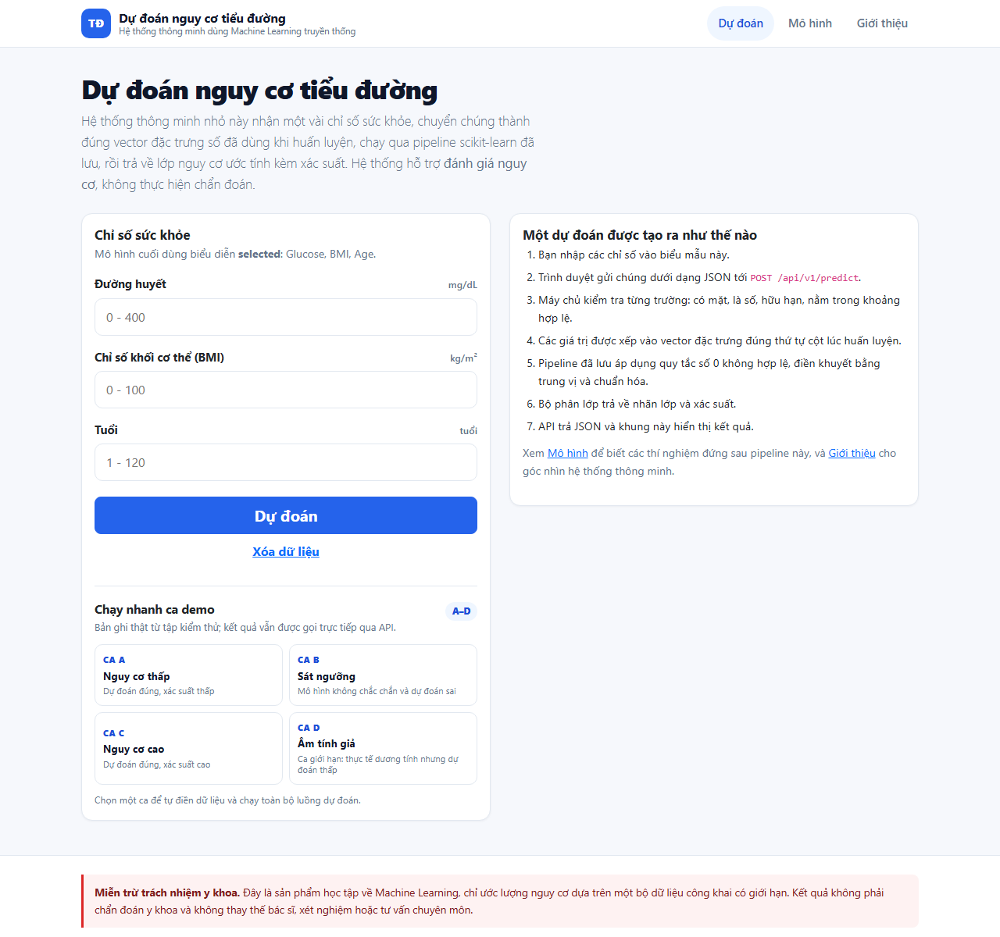 TĐ
Dự đoán nguy cơ tiểu đường
Hệ thống thông minh dùng Machine Learning truyền thống
Dự đoán
Mô hình
Giới thiệu
Dự đoán nguy cơ tiểu đường
Hệ thống thông minh nhỏ này nhận một vài chỉ số sức khỏe, chuyển chúng thành
đúng vector đặc trưng số đã dùng khi huấn luyện, chạy qua pipeline scikit-learn đã
lưu, rồi trả về lớp nguy cơ ước tính kèm xác suất. Hệ thống hỗ trợ đánh giá nguy
cơ, không thực hiện chẩn đoán.
Chỉ số sức khỏe
Mô hình cuối dùng biểu diễn selected: Glucose, BMI, Age.
Đường huyết
mg/dL
0 - 400
Chỉ số khối cơ thể (BMI)
kg/m²
0 - 100
Tuổi
tuổi
1 - 120
Dự đoán
Xóa dữ liệu
Chạy nhanh ca demo
A–D
Bản ghi thật từ tập kiểm thử; kết quả vẫn được gọi trực tiếp qua API.
CA A
Nguy cơ thấp
Dự đoán đúng, xác suất thấp
CA B
Sát ngưỡng
Mô hình không chắc chắn và dự đoán sai
CA C
Nguy cơ cao
Dự đoán đúng, xác suất cao
CA D
Âm tính giả
Ca giới hạn: thực tế dương tính nhưng dự
đoán thấp
Chọn một ca để tự điền dữ liệu và chạy toàn bộ luồng dự đoán.
Một dự đoán được tạo ra như thế nào
1. Bạn nhập các chỉ số vào biểu mẫu này.
2. Trình duyệt gửi chúng dưới dạng JSON tới POST /api/v1/predict.
3. Máy chủ kiểm tra từng trường: có mặt, là số, hữu hạn, nằm trong khoảng
hợp lệ.
4. Các giá trị được xếp vào vector đặc trưng đúng thứ tự cột lúc huấn luyện.
5. Pipeline đã lưu áp dụng quy tắc số 0 không hợp lệ, điền khuyết bằng
trung vị và chuẩn hóa.
6. Bộ phân lớp trả về nhãn lớp và xác suất.
7. API trả JSON và khung này hiển thị kết quả.
Xem Mô hình để biết các thí nghiệm đứng sau pipeline này, và Giới thiệu cho
góc nhìn hệ thống thông minh.
Miễn trừ trách nhiệm y khoa. Đây là sản phẩm học tập về Machine Learning, chỉ ước lượng nguy cơ dựa trên một bộ dữ liệu công khai có giới hạn. Kết quả không phải
chẩn đoán y khoa và không thay thế bác sĩ, xét nghiệm hoặc tư vấn chuyên môn.